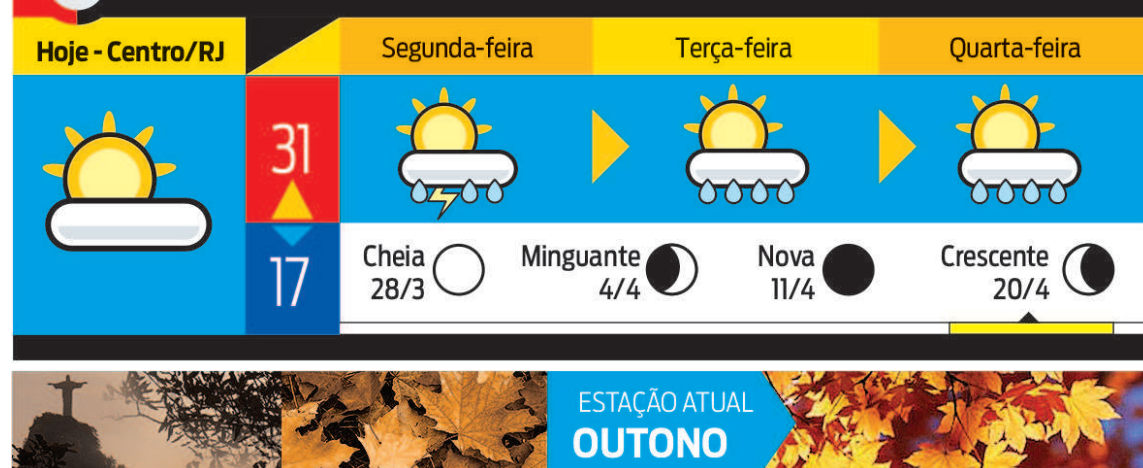 Hoje - Centro/RJ
Segunda-feira
Terça-feira
Quarta-feira
31
17
Cheia
28/3
Minguante
4/4
Nova
11/4
Crescente
20/4
ESTAÇÃO ATUAL
OUTONO